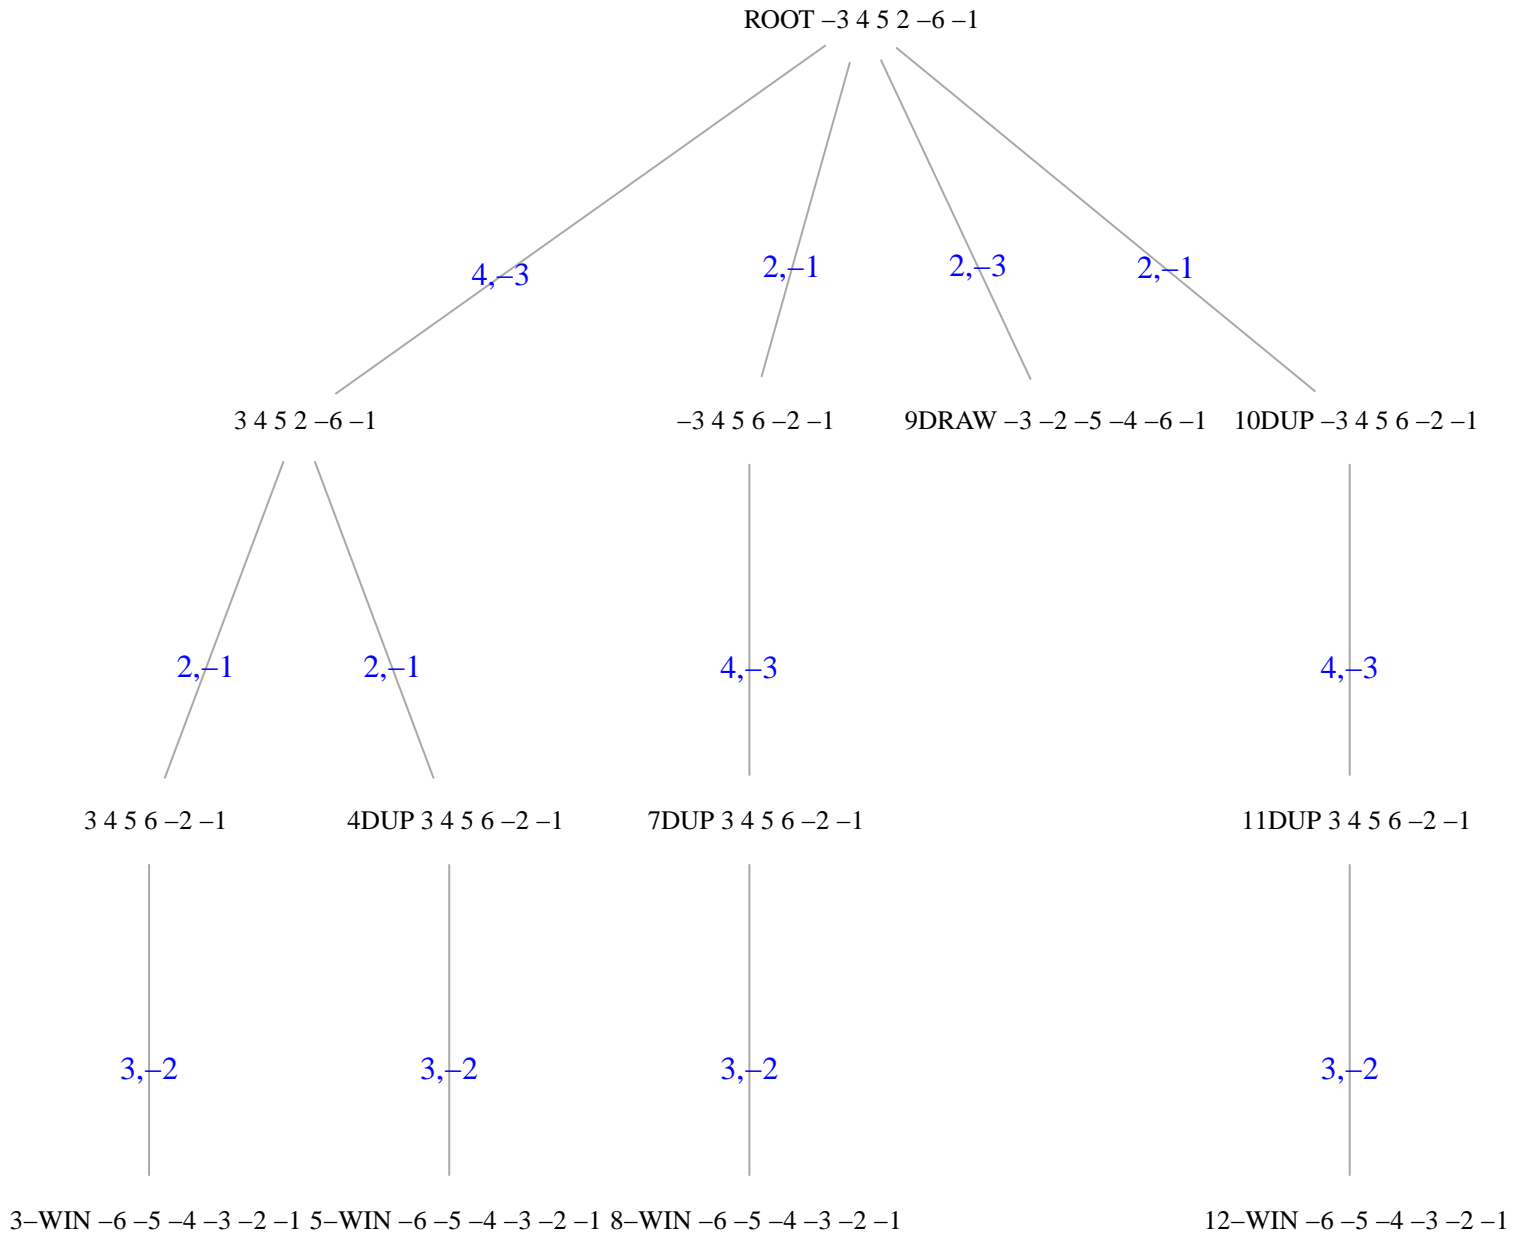 ROOT –3 4 5 2 –6 –1
4,–3
2,–1
2,–3
2,–1
3 4 5 2 –6 –1
–3 4 5 6 –2 –1
9DRAW –3 –2 –5 –4 –6 –1
10DUP –3 4 5 6 –2 –1
2,–1
2,–1
4,–3
4,–3
3 4 5 6 –2 –1
4DUP 3 4 5 6 –2 –1
7DUP 3 4 5 6 –2 –1
11DUP 3 4 5 6 –2 –1
3,–2
3,–2
3,–2
3,–2
3–WIN –6 –5 –4 –3 –2 –1
5–WIN –6 –5 –4 –3 –2 –1
8–WIN –6 –5 –4 –3 –2 –1
12–WIN –6 –5 –4 –3 –2 –1